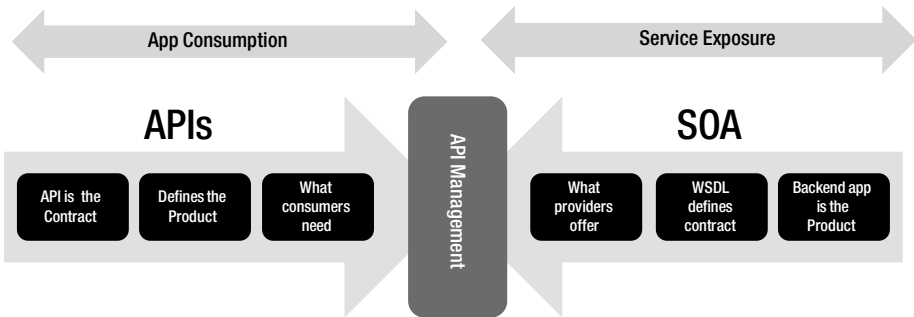 App Consumption
Service Exposure
APIs
SOA
API is the
Contract
Defines the
Product
What
consumers
need
API Management
What
providers
offer
WSDL
defines
contract
Backend app
is the
Product